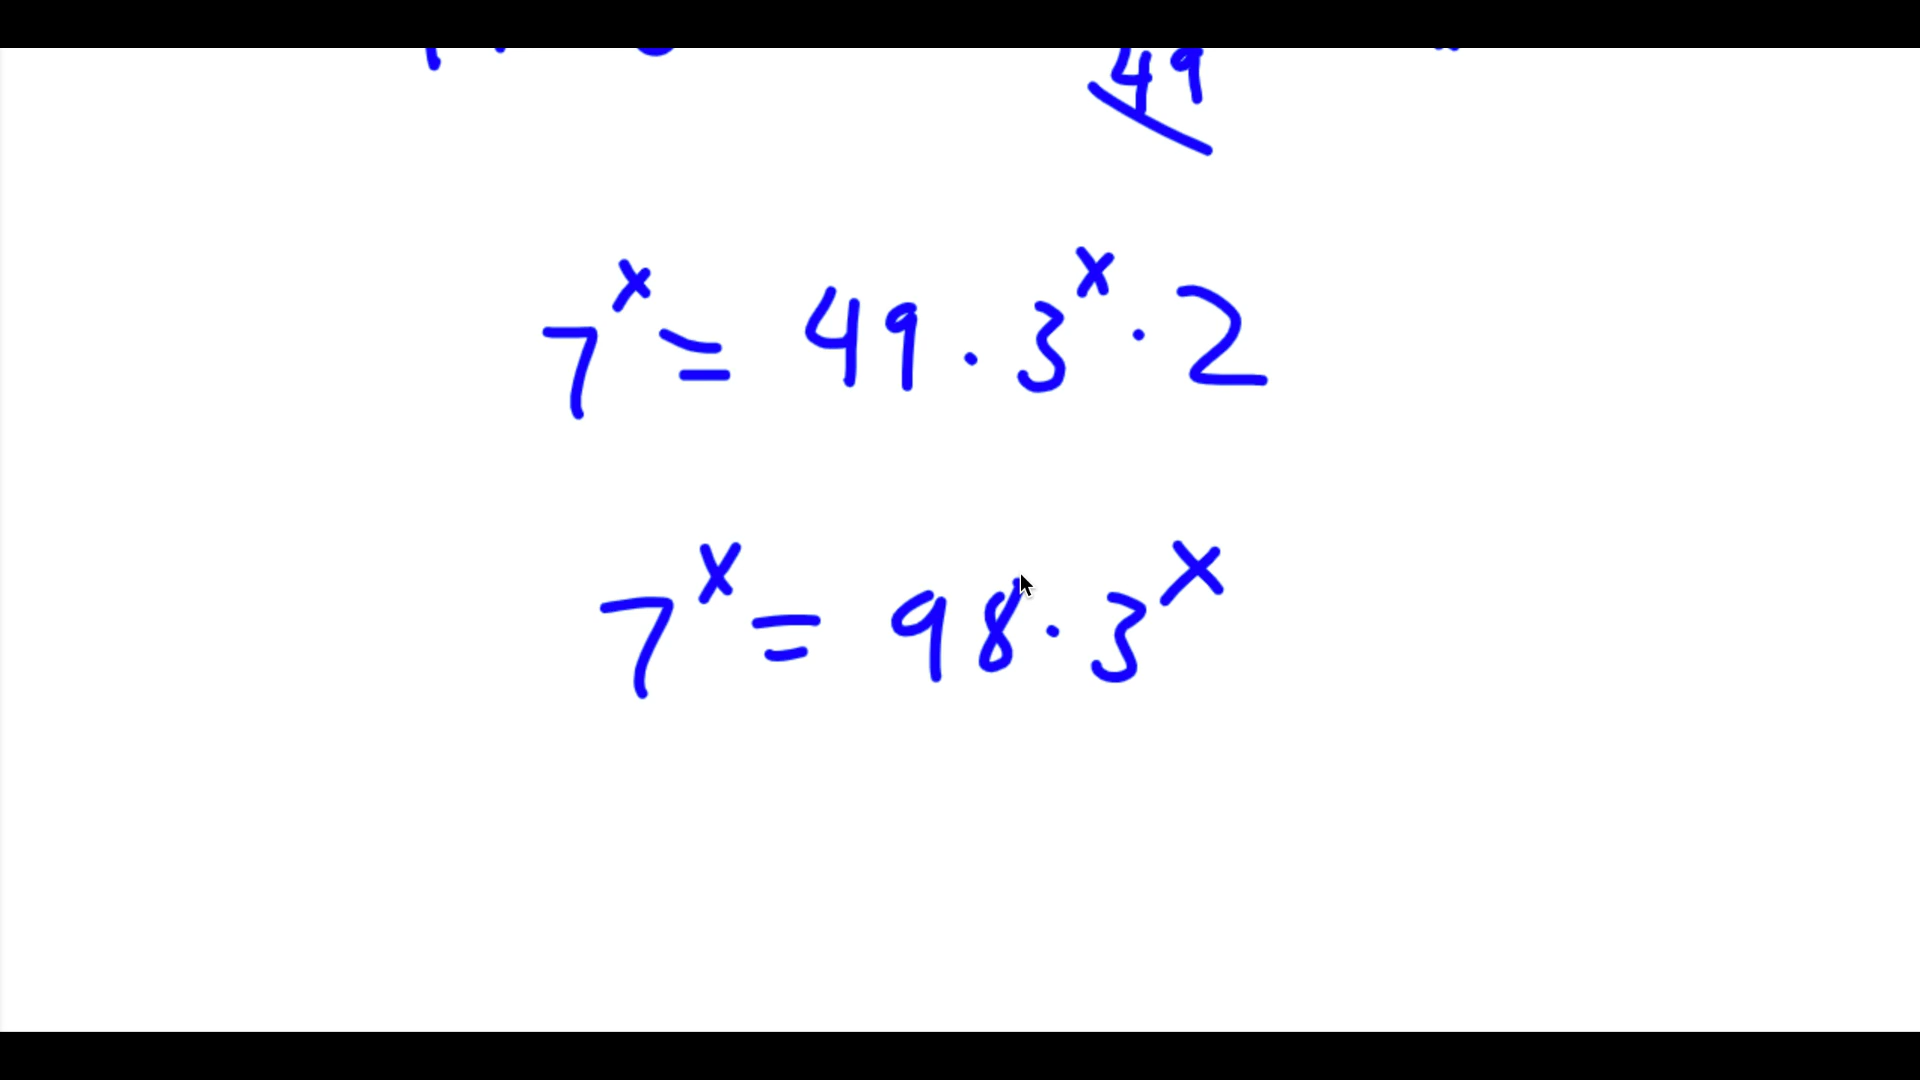 49
7^x = 49 · 3^x · 2
7^x = 98 · 3^x